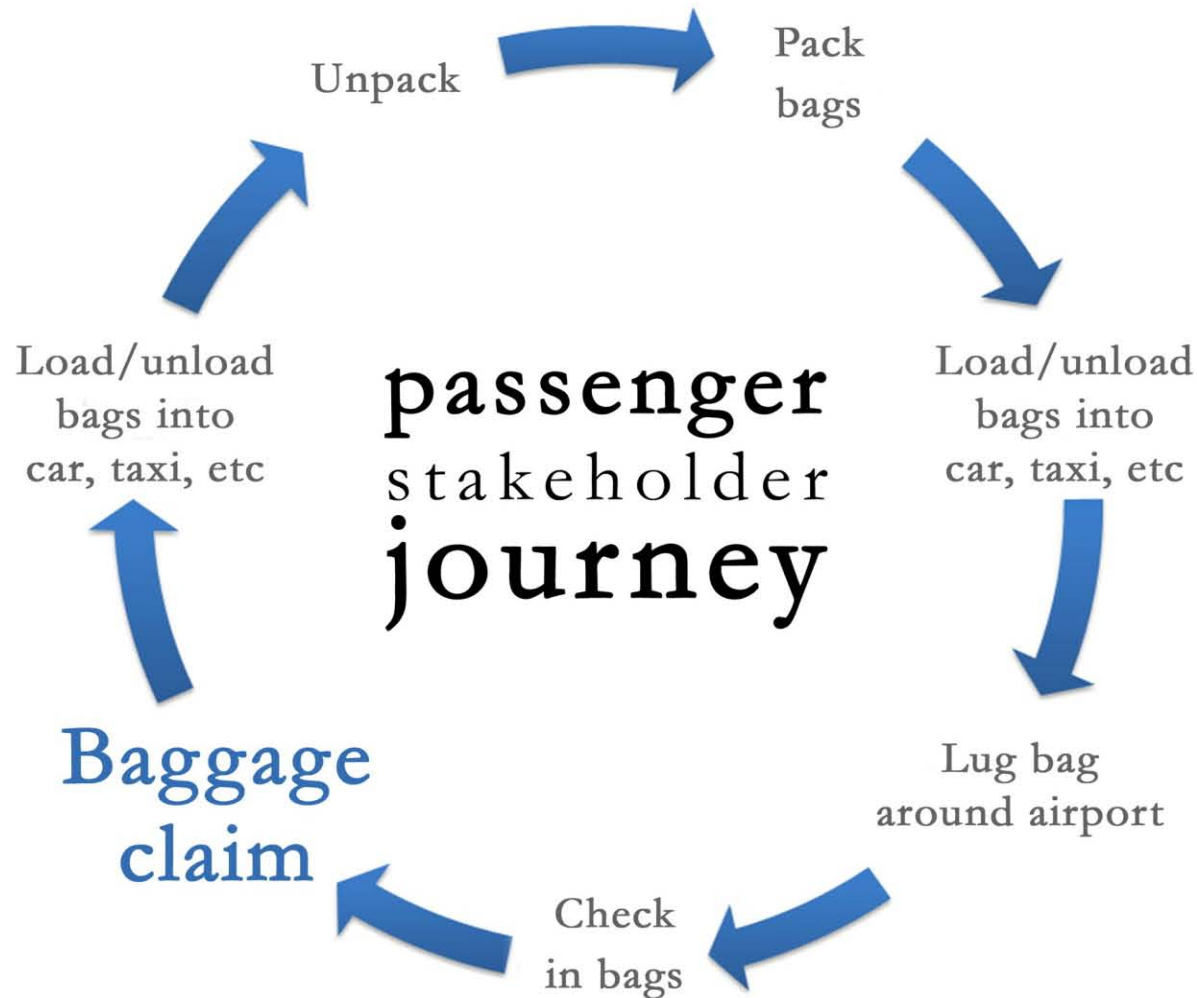 Unpack
Pack
bags
Load/unload
bags into
car, taxi, etc
Lug bag
around airport
Check
in bags
Baggage
claim
Load/unload
bags into
car, taxi, etc
passenger
stakeholder
journey